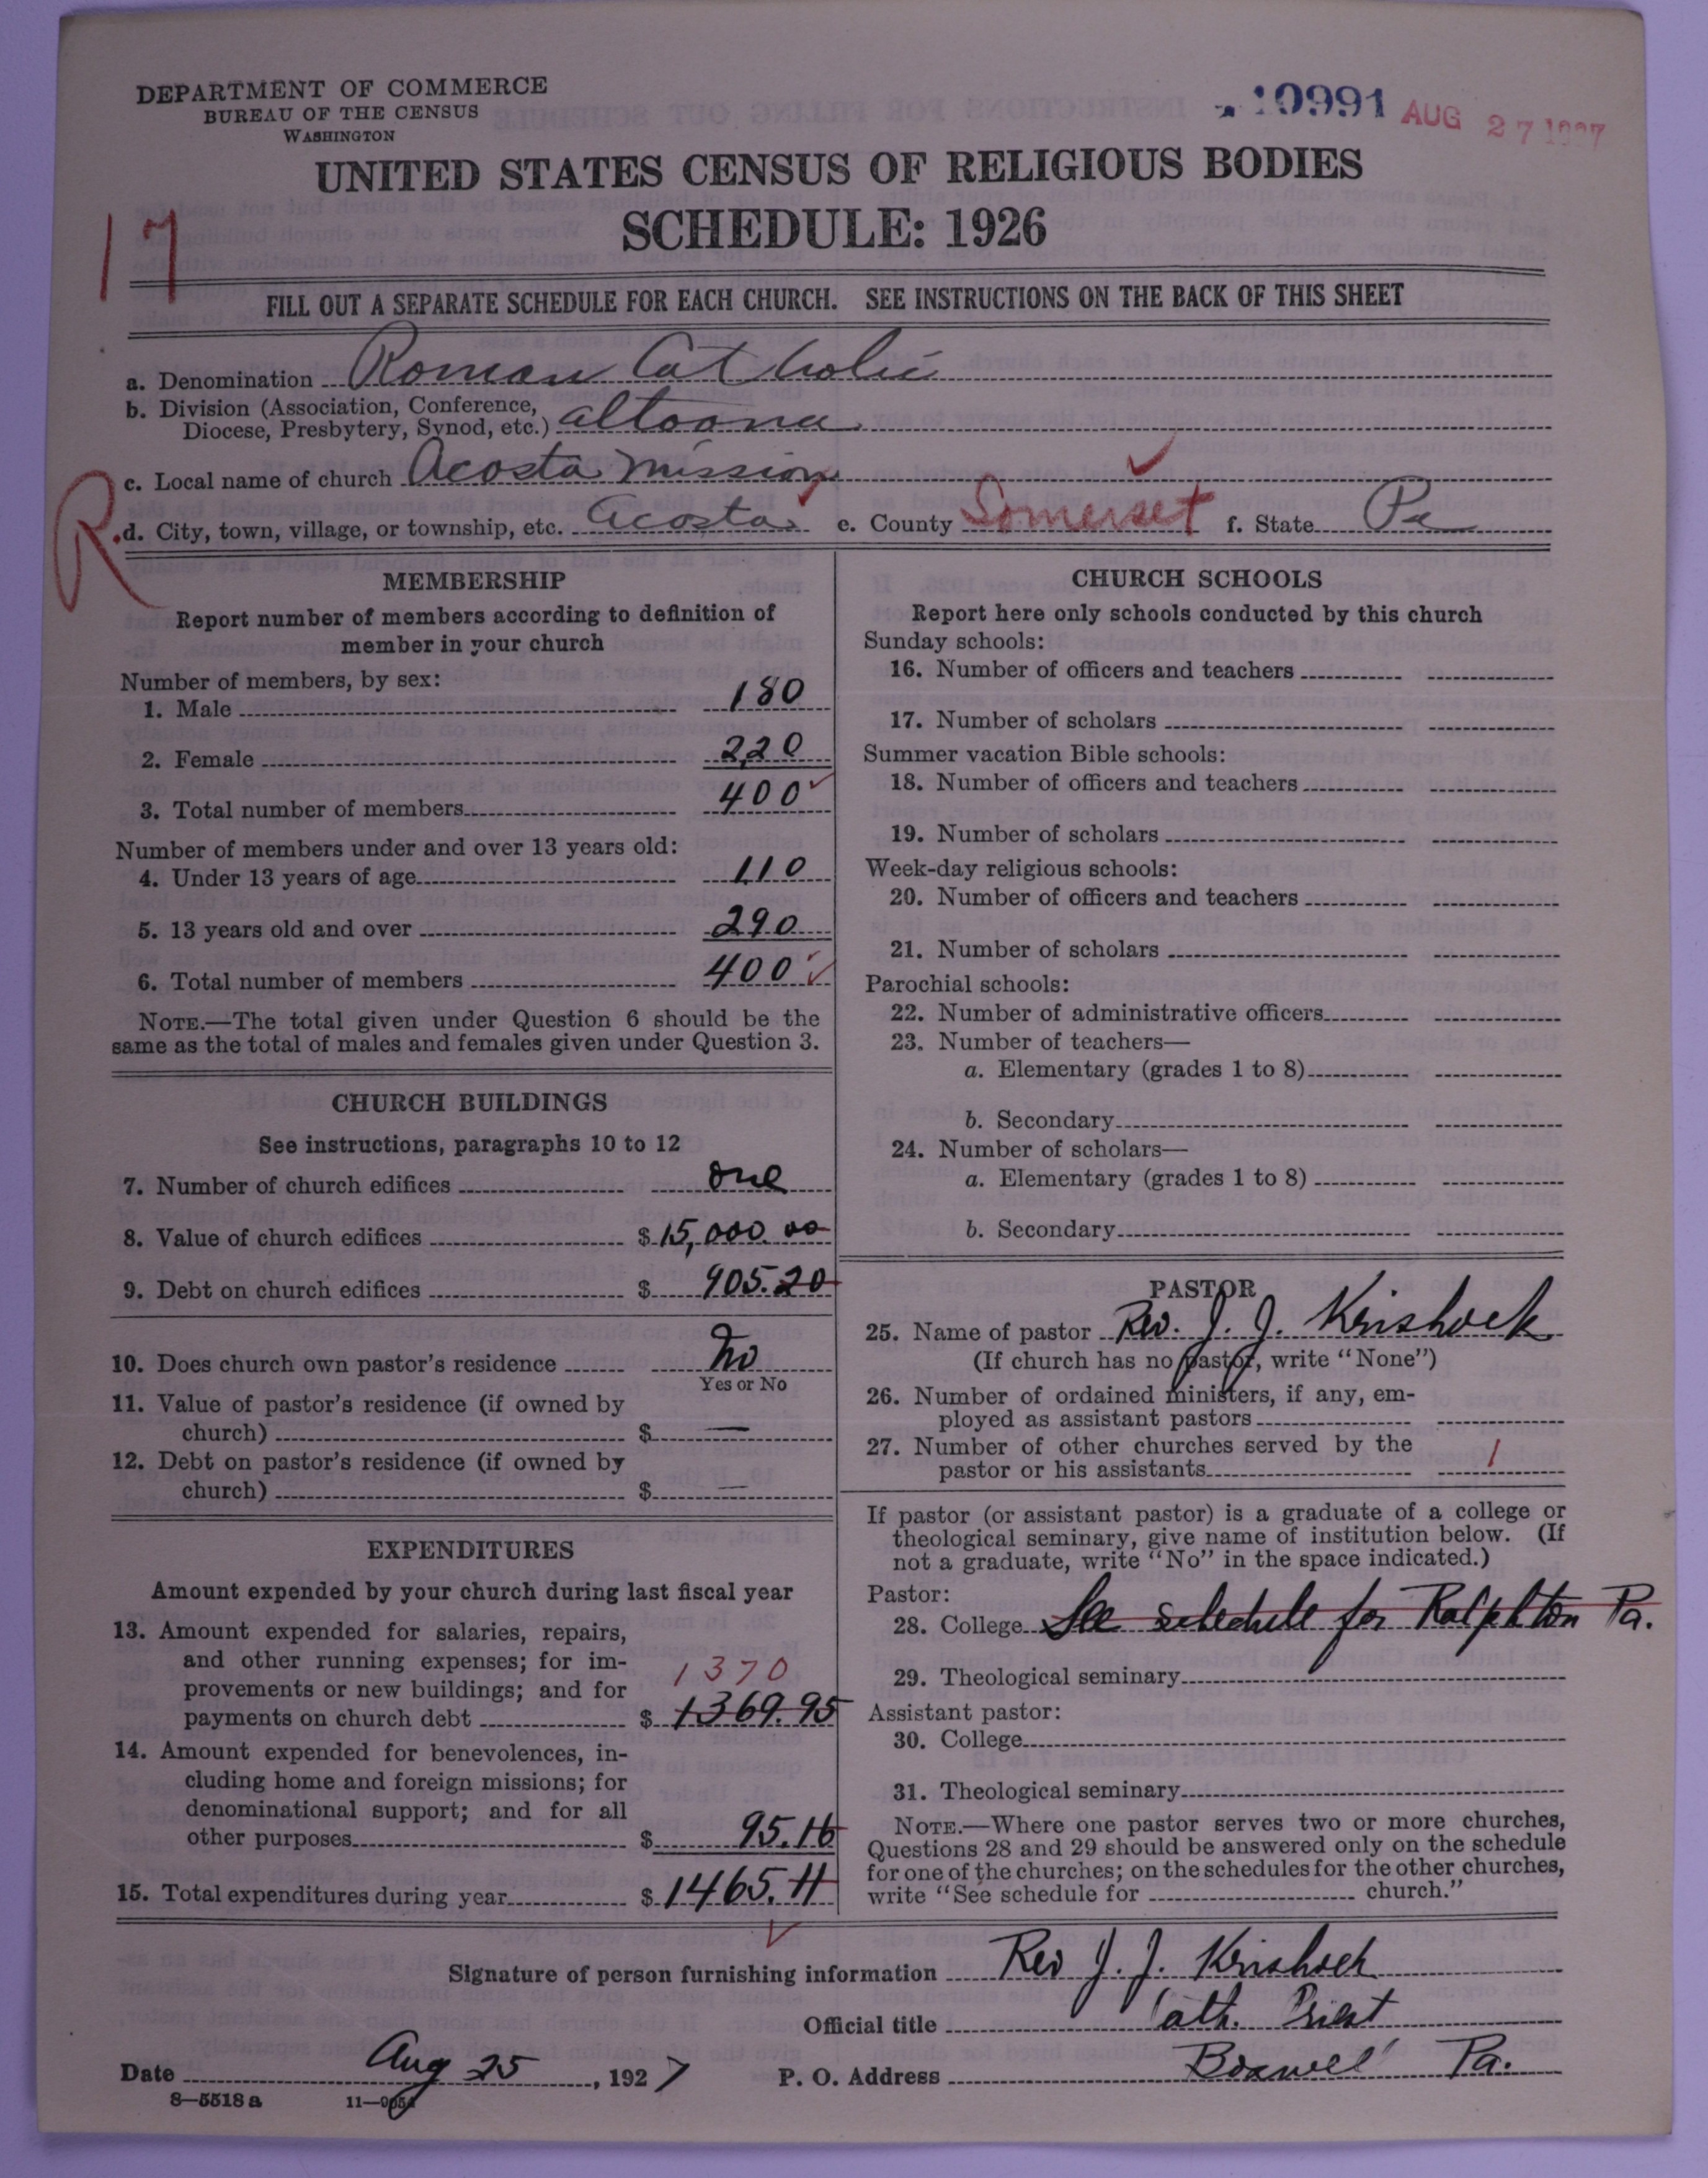 DEPARTMENT OF COMMERCE
BUREAU OF THE CENSUS
WASHINGTON
10991 AUG 27 1927
UNITED STATES CENSUS OF RELIGIOUS BODIES
SCHEDULE: 1926
17
FILL OUT A SEPARATE SCHEDULE FOR EACH CHURCH. SEE INSTRUCTIONS ON THE BACK OF THIS SHEET
a. Denomination Roman Catholic
b. Division (Association, Conference,
Diocese, Presbytery, Synod, etc.) altoona
c. Local name of church Acosta Mission
R
d. City, town, village, or township, etc. Acosta e. County Somerset f. State Pa
MEMBERSHIP
Report number of members according to definition of
member in your church
Number of members, by sex:
1. Male 180
2. Female 220
3. Total number of members 400
Number of members under and over 13 years old:
4. Under 13 years of age 110
5. 13 years old and over 290
6. Total number of members 400
NOTE.—The total given under Question 6 should be the
same as the total of males and females given under Question 3.
CHURCH BUILDINGS
See instructions, paragraphs 10 to 12
7. Number of church edifices one
8. Value of church edifices $ 15,000.00
9. Debt on church edifices $ 905.20
10. Does church own pastor's residence No
Yes or No
11. Value of pastor's residence (if owned by
church) $ —
12. Debt on pastor's residence (if owned by
church) $ —
EXPENDITURES
Amount expended by your church during last fiscal year
13. Amount expended for salaries, repairs,
and other running expenses; for im-
provements or new buildings; and for 1370
payments on church debt $ 1369.95
14. Amount expended for benevolences, in-
cluding home and foreign missions; for
denominational support; and for all
other purposes $ 95.16
15. Total expenditures during year $ 1465.11
CHURCH SCHOOLS
Report here only schools conducted by this church
Sunday schools:
16. Number of officers and teachers
17. Number of scholars
Summer vacation Bible schools:
18. Number of officers and teachers
19. Number of scholars
Week-day religious schools:
20. Number of officers and teachers
21. Number of scholars
Parochial schools:
22. Number of administrative officers
23. Number of teachers—
a. Elementary (grades 1 to 8)
b. Secondary
24. Number of scholars—
a. Elementary (grades 1 to 8)
b. Secondary
PASTOR
25. Name of pastor Rev. J. J. Krishock
(If church has no pastor, write "None")
26. Number of ordained ministers, if any, em-
ployed as assistant pastors
27. Number of other churches served by the
pastor or his assistants 1
If pastor (or assistant pastor) is a graduate of a college or
theological seminary, give name of institution below. (If
not a graduate, write "No" in the space indicated.)
Pastor:
28. College See schedule for Ralphton Pa.
29. Theological seminary
Assistant pastor:
30. College
31. Theological seminary
NOTE.—Where one pastor serves two or more churches,
Questions 28 and 29 should be answered only on the schedule
for one of the churches; on the schedules for the other churches,
write "See schedule for church."
Signature of person furnishing information Rev J. J. Krishock
Official title Cath. Priest
Date Aug 25, 1927 P. O. Address Boswell Pa.
8—5518 a 11—9054